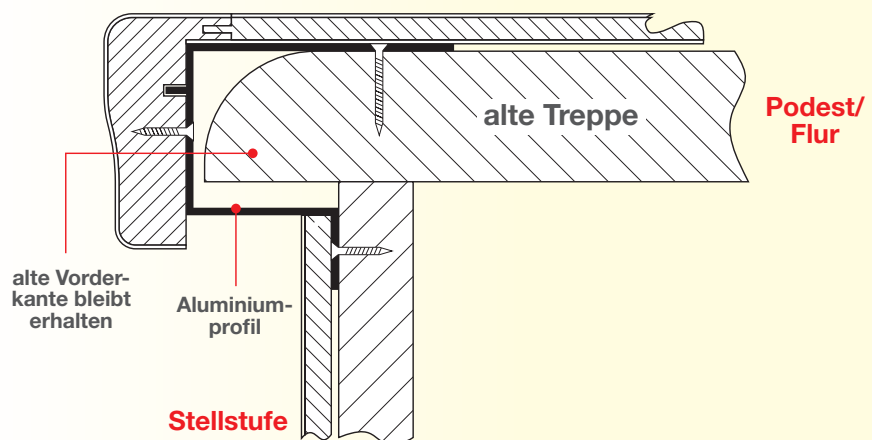 alte Treppe
Podest/
Flur
alte Vorder-
kante bleibt
erhalten
Aluminium-
profil
Stellstufe